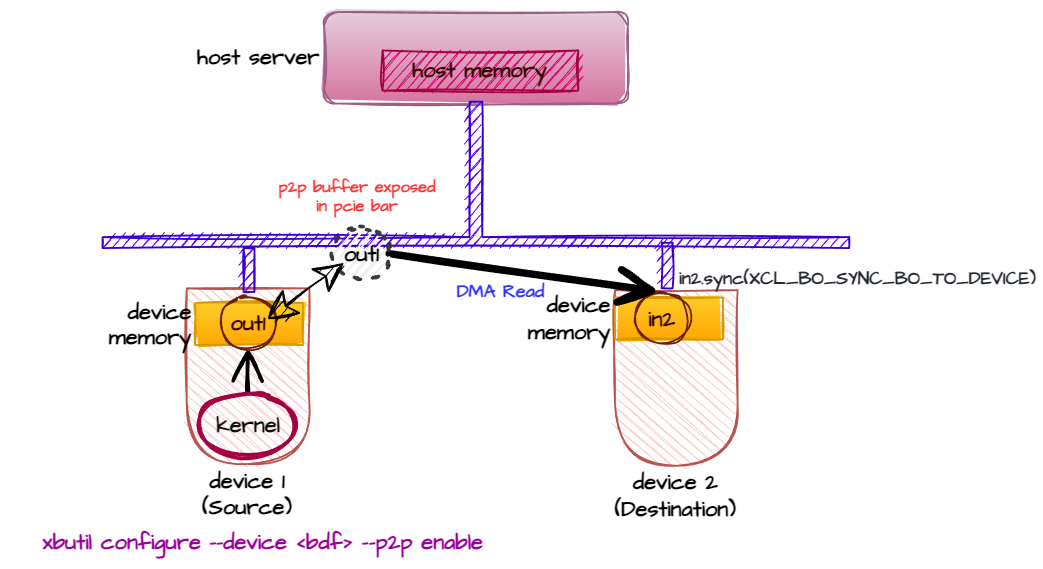 host server
host memory
p2p buffer exposed
in pcie bar
out1
in2.sync(XCL_BO_SYNC_BO_TO_DEVICE)
DMA Read
device
memory
out1
device
memory
in2
kernel
device 1
(Source)
device 2
(Destination)
xbutil configure --device <bdf> --p2p enable